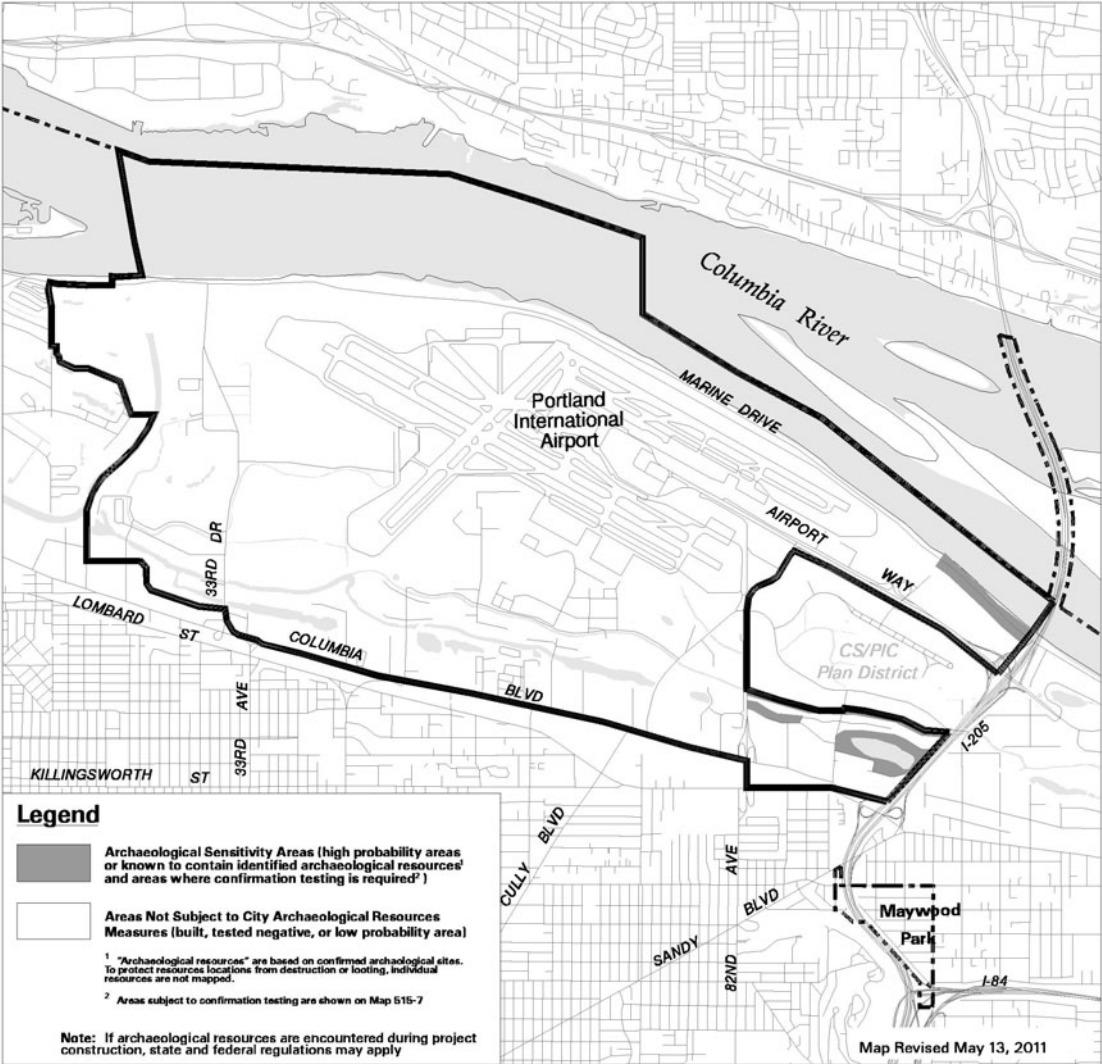 Columbia River
MARINE DRIVE
Portland
International
Airport
AIRPORT WAY
33RD DR
LOMBARD ST
COLUMBIA BLVD
CS/PIC
Plan District
I-205
33RD AVE
KILLINGSWORTH ST
CULLY BLVD
82ND AVE
SANDY BLVD
Maywood
Park
I-84
Legend
Archaeological Sensitivity Areas (high probability areas
or known to contain identified archaeological resources¹
and areas where confirmation testing is required² )
Areas Not Subject to City Archaeological Resources
Measures (built, tested negative, or low probability area)
¹ "Archaeological resources" are based on confirmed archaeological sites.
To protect resources locations from destruction or looting, individual
resources are not mapped.
² Areas subject to confirmation testing are shown on Map 515-7
Note: If archaeological resources are encountered during project
construction, state and federal regulations may apply
Map Revised May 13, 2011